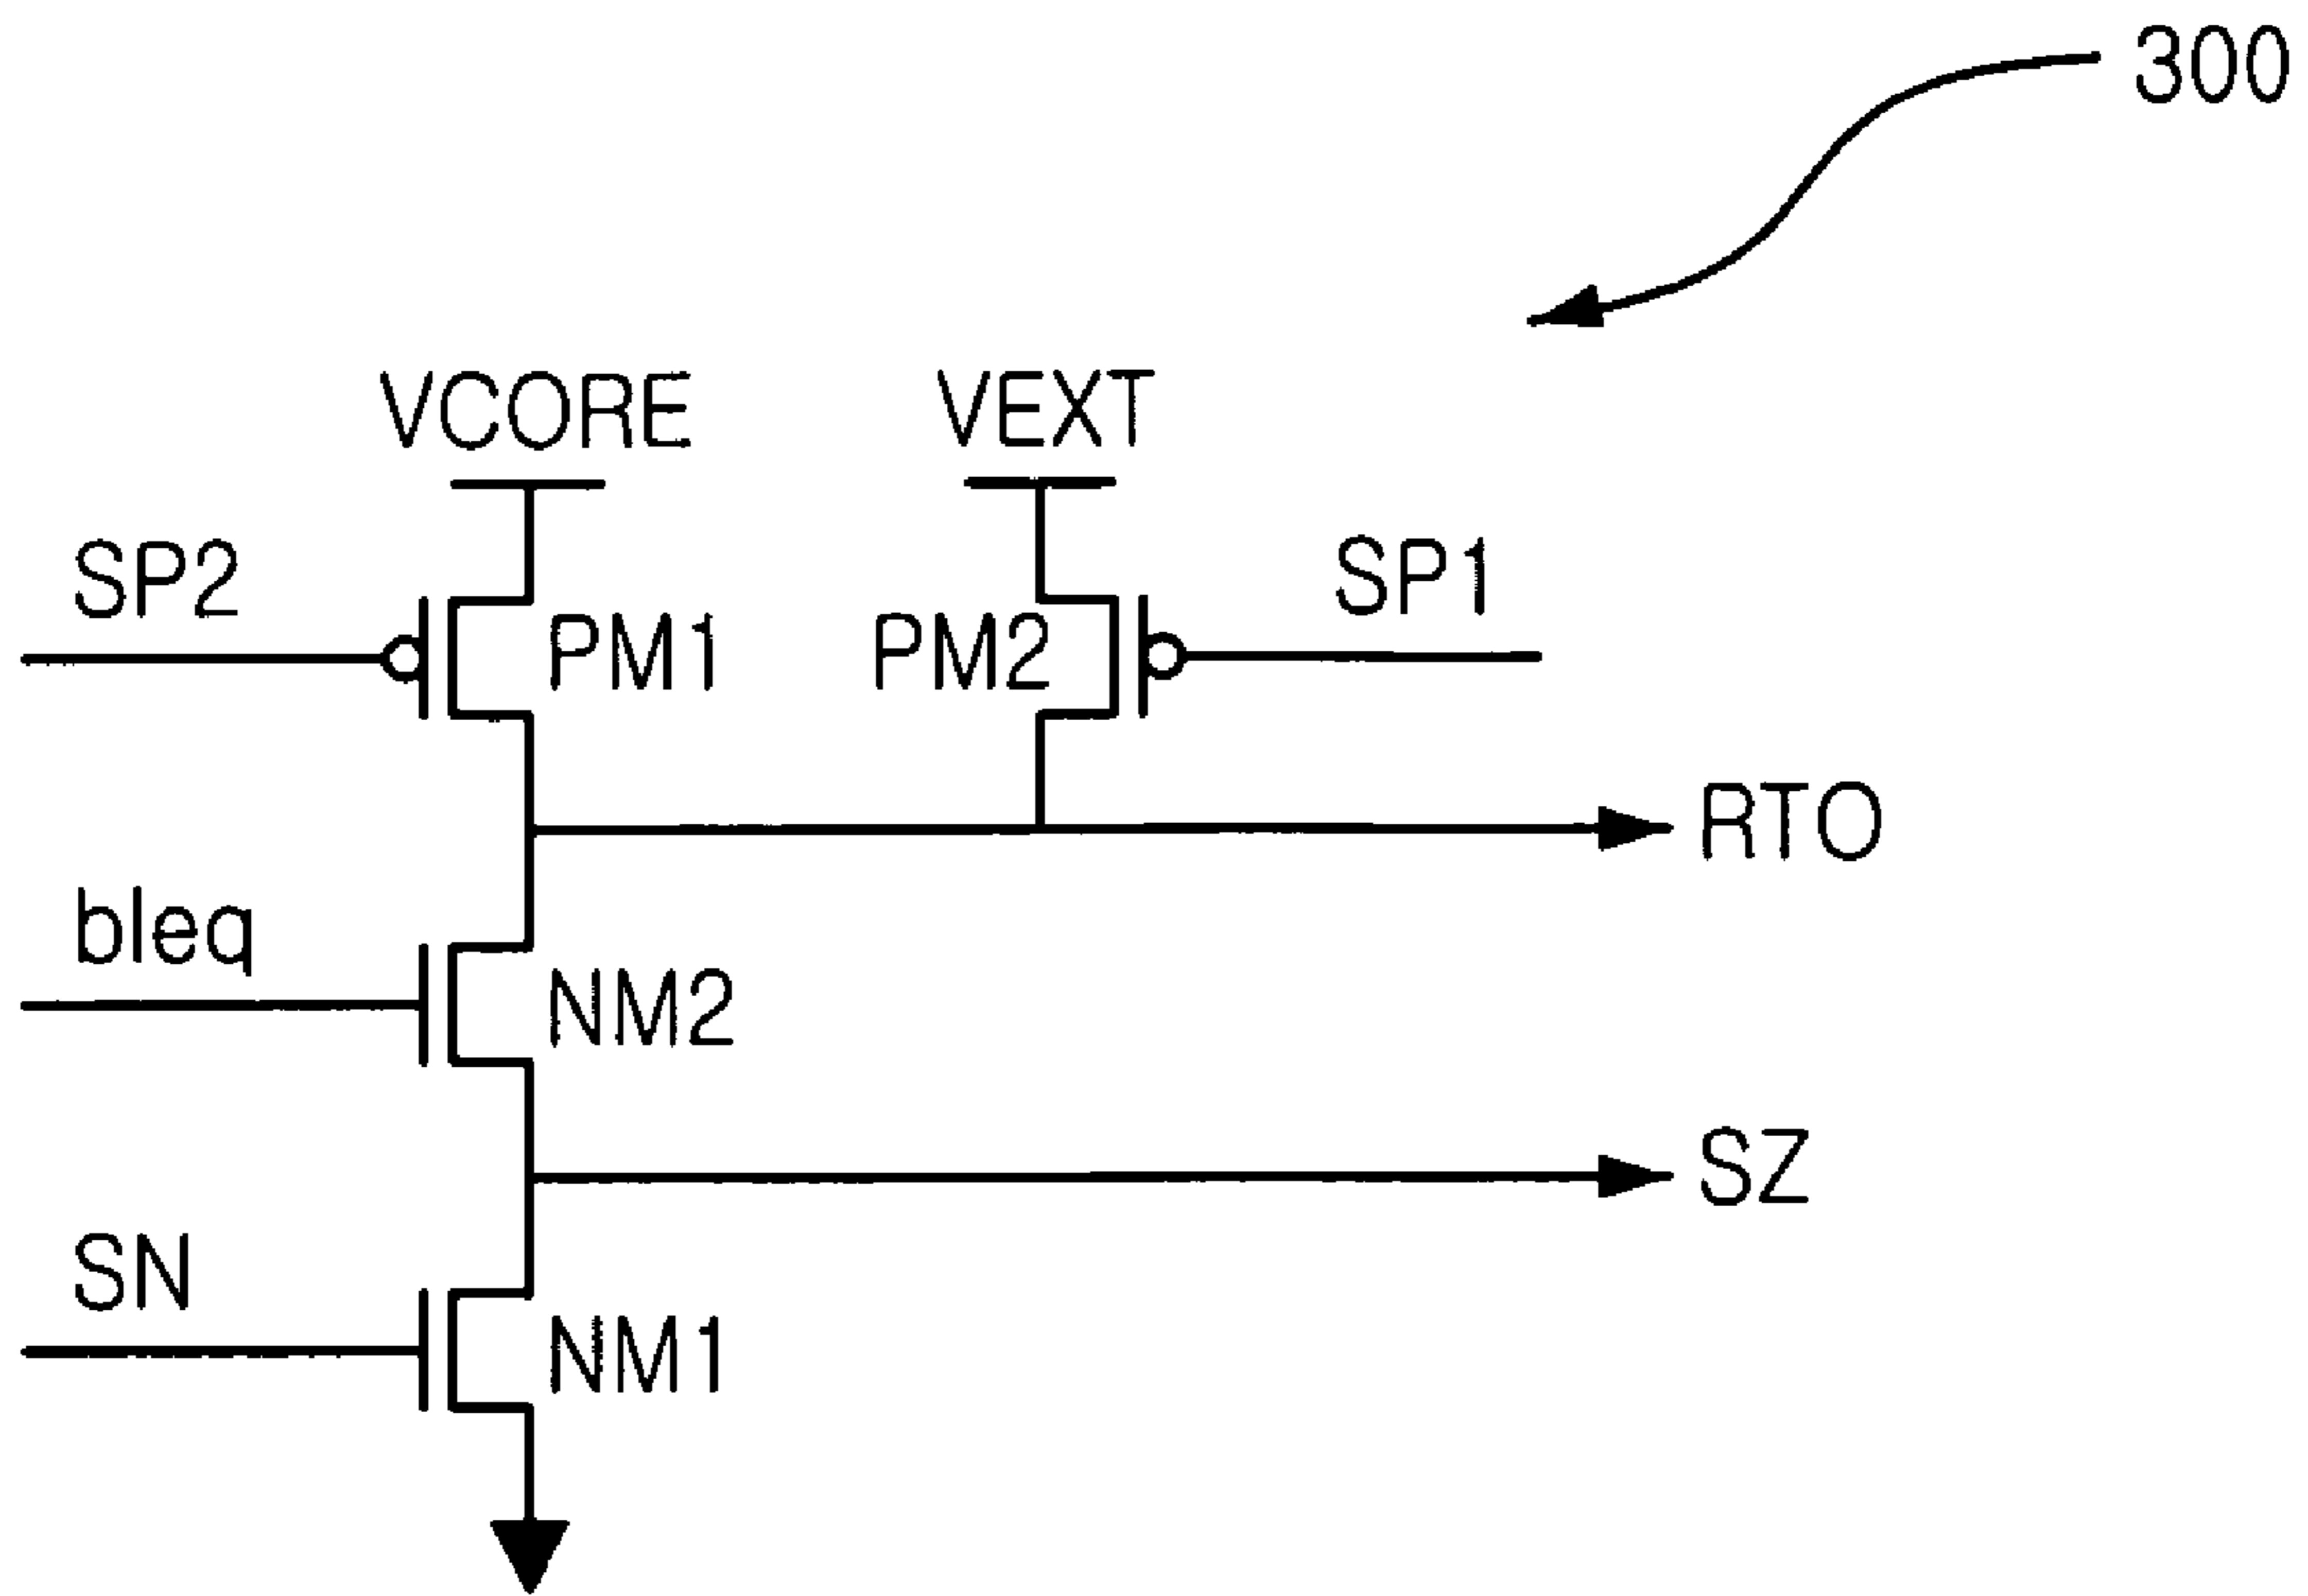 300
VCORE VEXT
SP2 SP1
PM1 PM2
RTO
bleq
NM2
SZ
SN
NM1